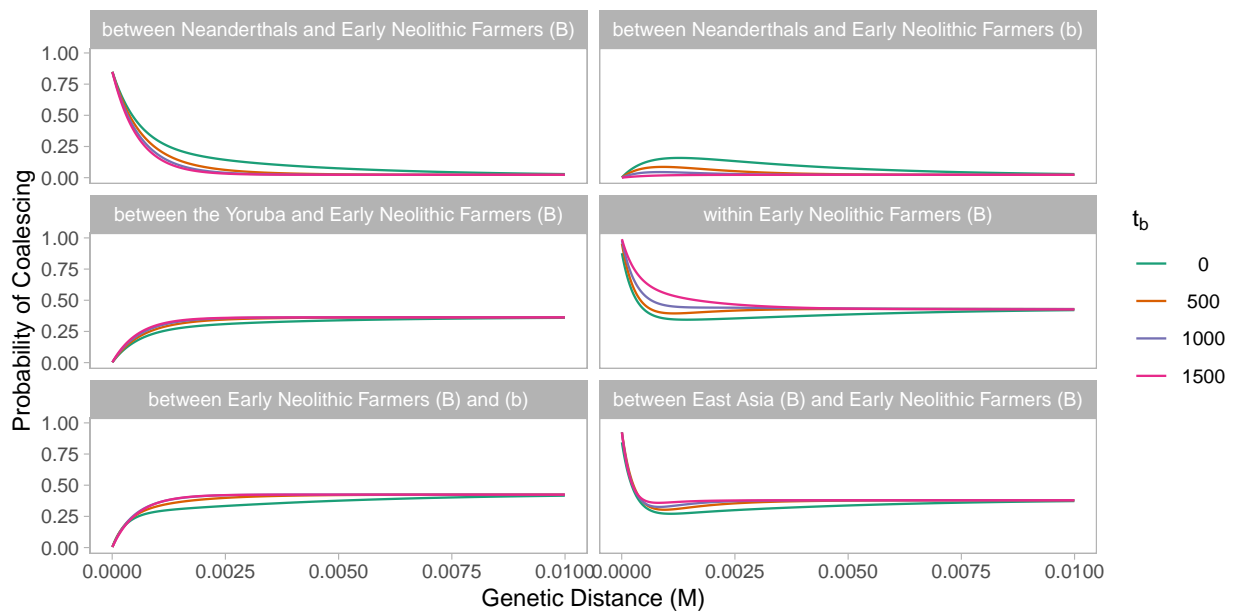 between Neanderthals and Early Neolithic Farmers (B)
between Neanderthals and Early Neolithic Farmers (b)
1.00
0.75
0.50
0.25
0.00
between the Yoruba and Early Neolithic Farmers (B)
within Early Neolithic Farmers (B)
1.00
0.75
0.50
0.25
0.00
between Early Neolithic Farmers (B) and (b)
between East Asia (B) and Early Neolithic Farmers (B)
1.00
0.75
0.50
0.25
0.00
0.0000 0.0025 0.0050 0.0075 0.0100
0.0000 0.0025 0.0050 0.0075 0.0100
Genetic Distance (M)
Probability of Coalescing
t_b
0
500
1000
1500